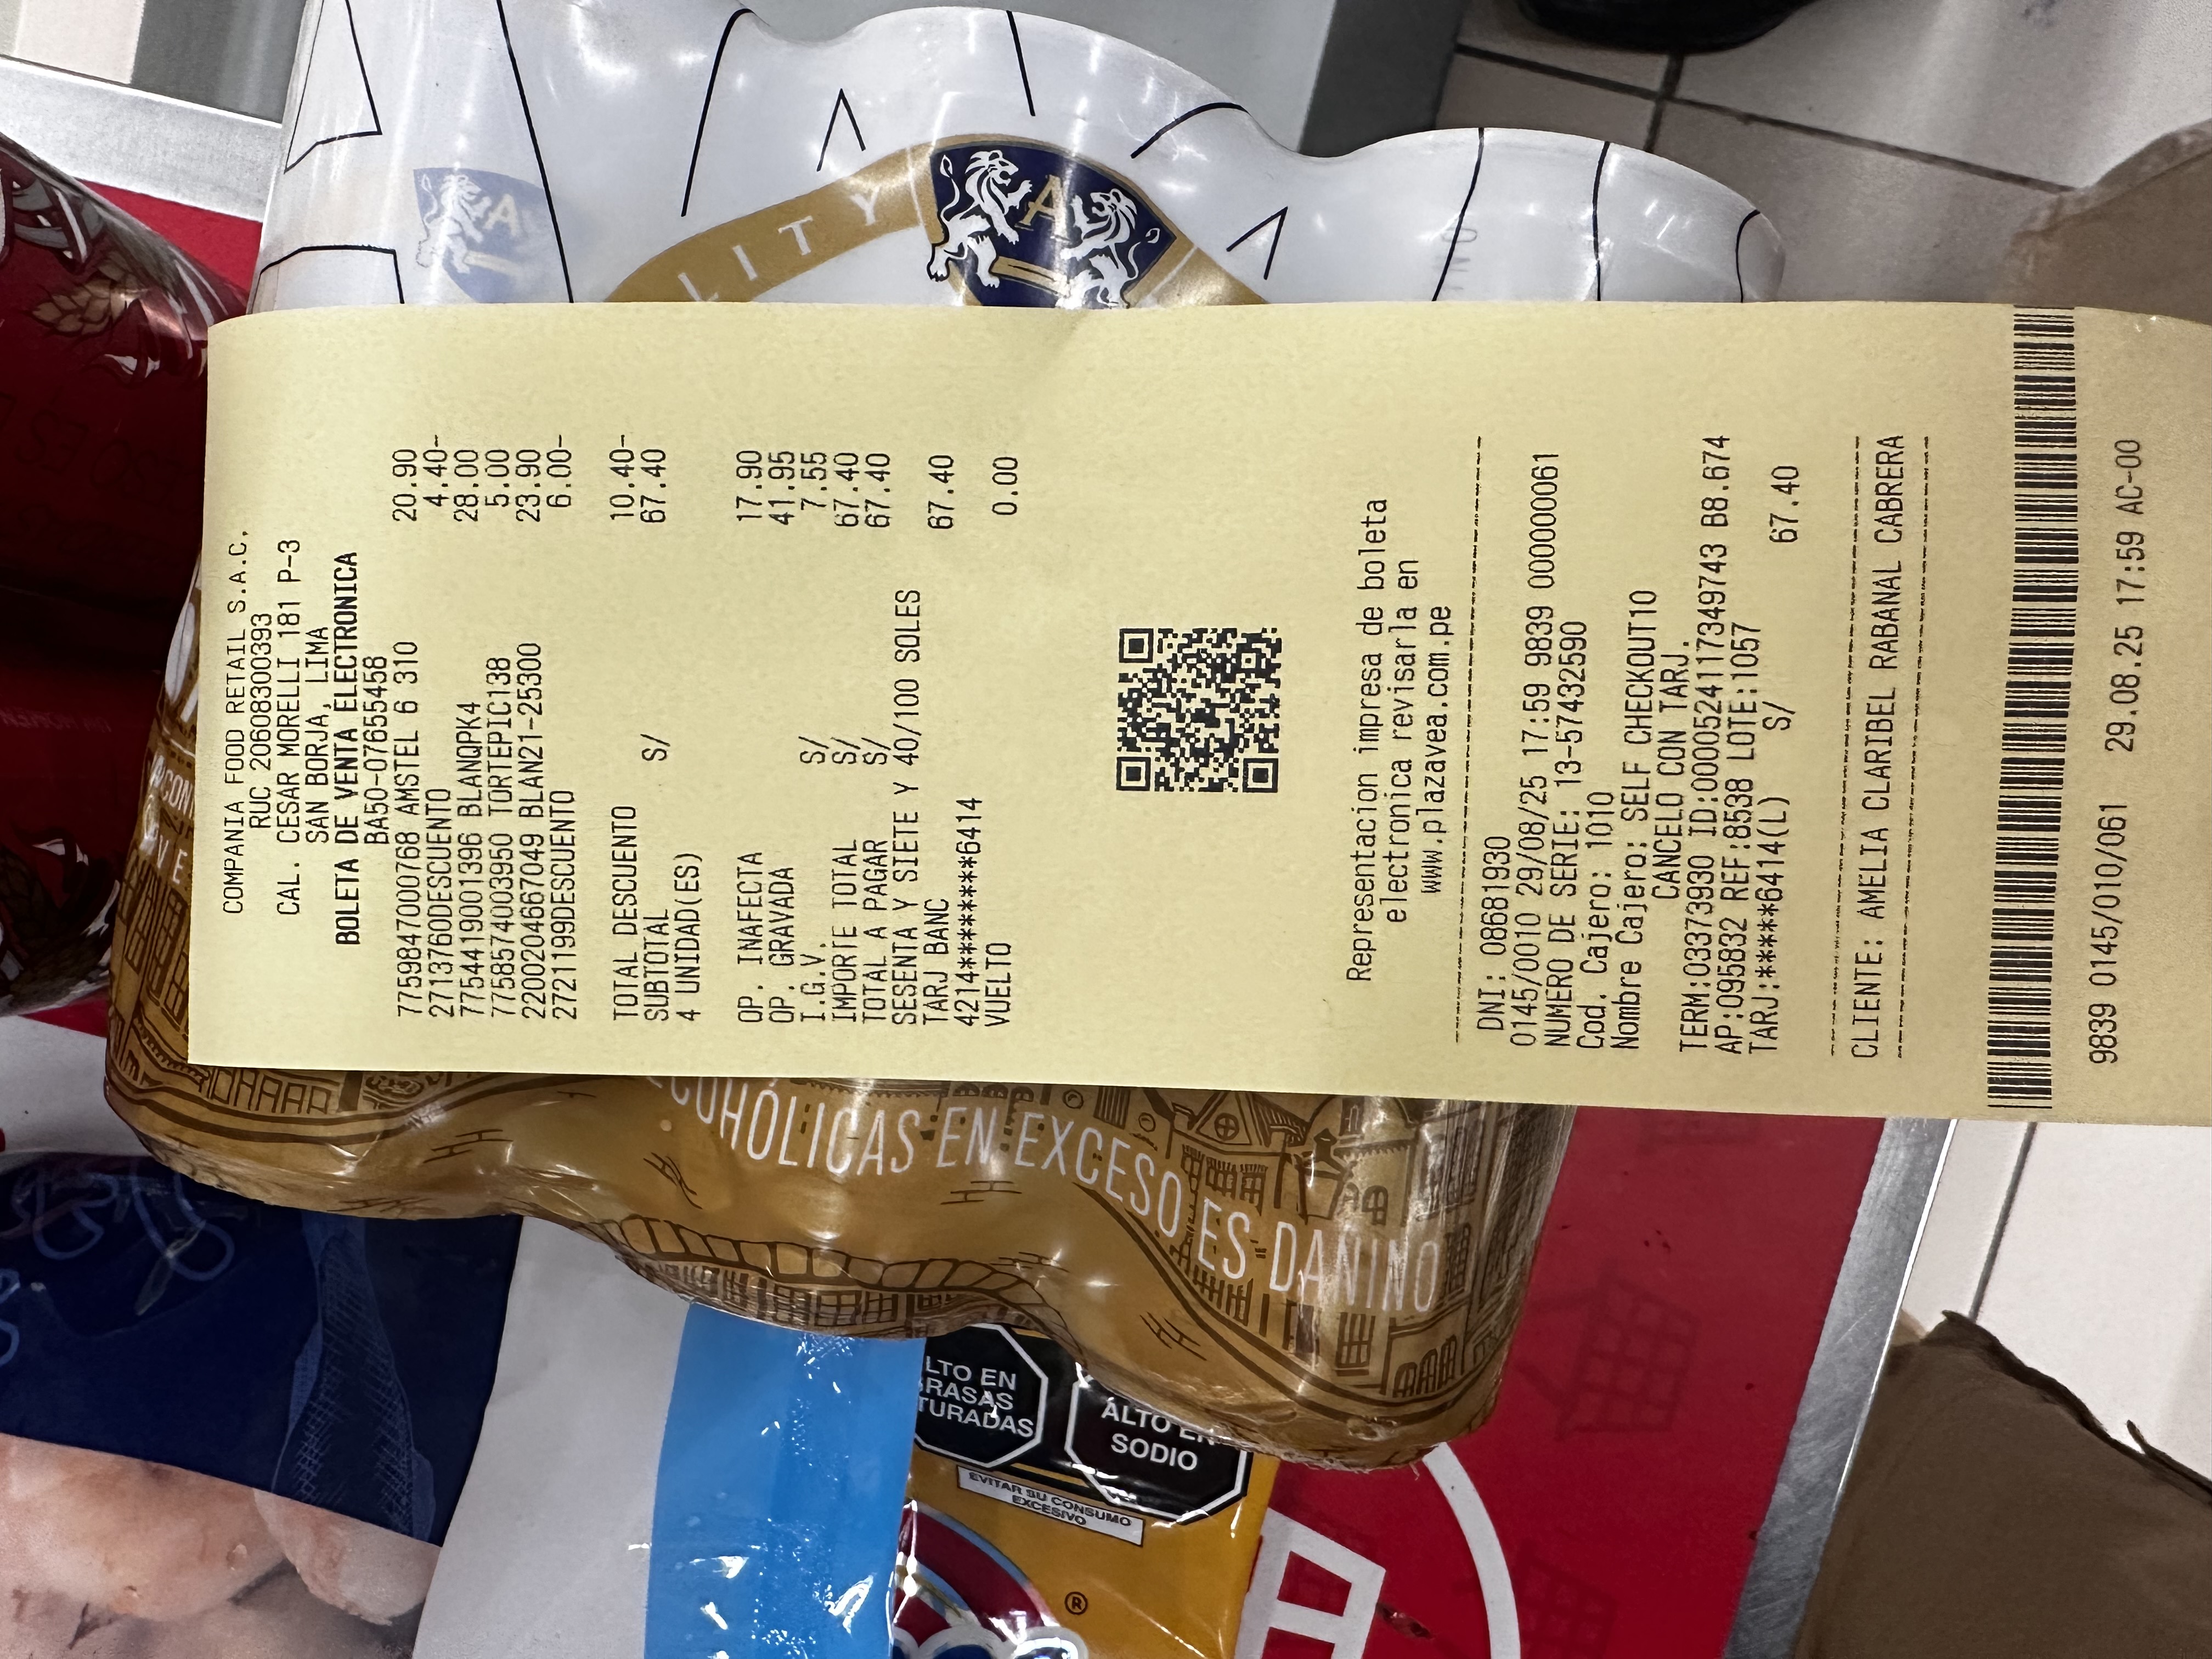 COMPANIA FOOD RETAIL S.A.C.
RUC 20608300393
CAL. CESAR MORELLI 181 P-3
SAN BORJA, LIMA
BOLETA DE VENTA ELECTRONICA
BA50-07655458
7759847000768 AMSTEL 6 310 20.90
2713760DESCUENTO 4.40-
7754419001396 BLANQPK4 28.00
7758574003950 TORTEPIC138 5.00
2200204667049 BLAN21-25300 23.90
2721199DESCUENTO 6.00-
TOTAL DESCUENTO 10.40-
SUBTOTAL S/ 67.40
4 UNIDAD(ES)
OP. INAFECTA 17.90
OP. GRAVADA 41.95
I.G.V. S/ 7.55
IMPORTE TOTAL S/ 67.40
TOTAL A PAGAR S/ 67.40
SESENTA Y SIETE Y 40/100 SOLES
TARJ BANC 67.40
4214********6414
VUELTO 0.00
Representacion impresa de boleta
electronica revisarla en
www.plazavea.com.pe
DNI: 08681930
0145/0010 29/08/25 17:59 9839 000000061
NUMERO DE SERIE: 13-57432590
Cod. Cajero: 1010
Nombre Cajero: SELF CHECKOUT10
CANCELO CON TARJ.
TERM:03373930 ID:0000524117349743 B8.674
AP:095832 REF:8538 LOTE:1057
TARJ:*****6414(L) S/ 67.40
CLIENTE: AMELIA CLARIBEL RABANAL CABRERA
9839 0145/010/061 29.08.25 17:59 AC-00
EN EXCESO ES DAÑINO
EVITAR SU CONSUMO
EXCESIVO
SODIO
LITY
A